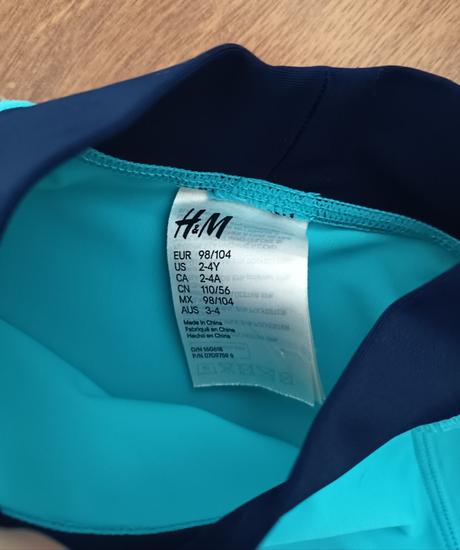 H&M
EUR 98/104
US 2-4Y
CA 2-4A
CN 110/56
MX 98/104
AUS 3-4
Made in China
Fabriqué en China
Hecho en China